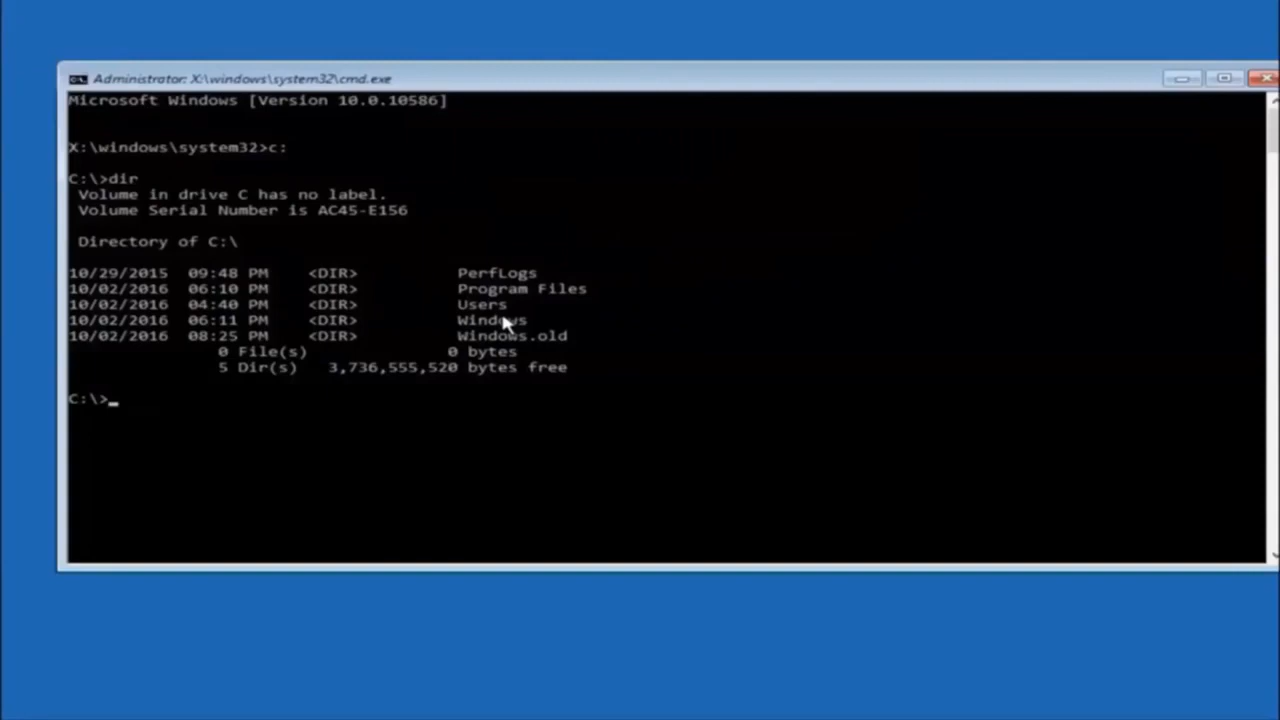 Administrator: X:\windows\system32\cmd.exe
Microsoft Windows [Version 10.0.10586]
X:\windows\system32>c:
C:\>dir
Volume in drive C has no label.
Volume Serial Number is AC45-E156
Directory of C:\
10/29/2015 09:48 PM <DIR> PerfLogs
10/02/2016 06:10 PM <DIR> Program Files
10/02/2016 04:40 PM <DIR> Users
10/02/2016 06:11 PM <DIR> Windows
10/02/2016 08:25 PM <DIR> Windows.old
0 File(s) 0 bytes
5 Dir(s) 3,736,555,520 bytes free
C:\>_